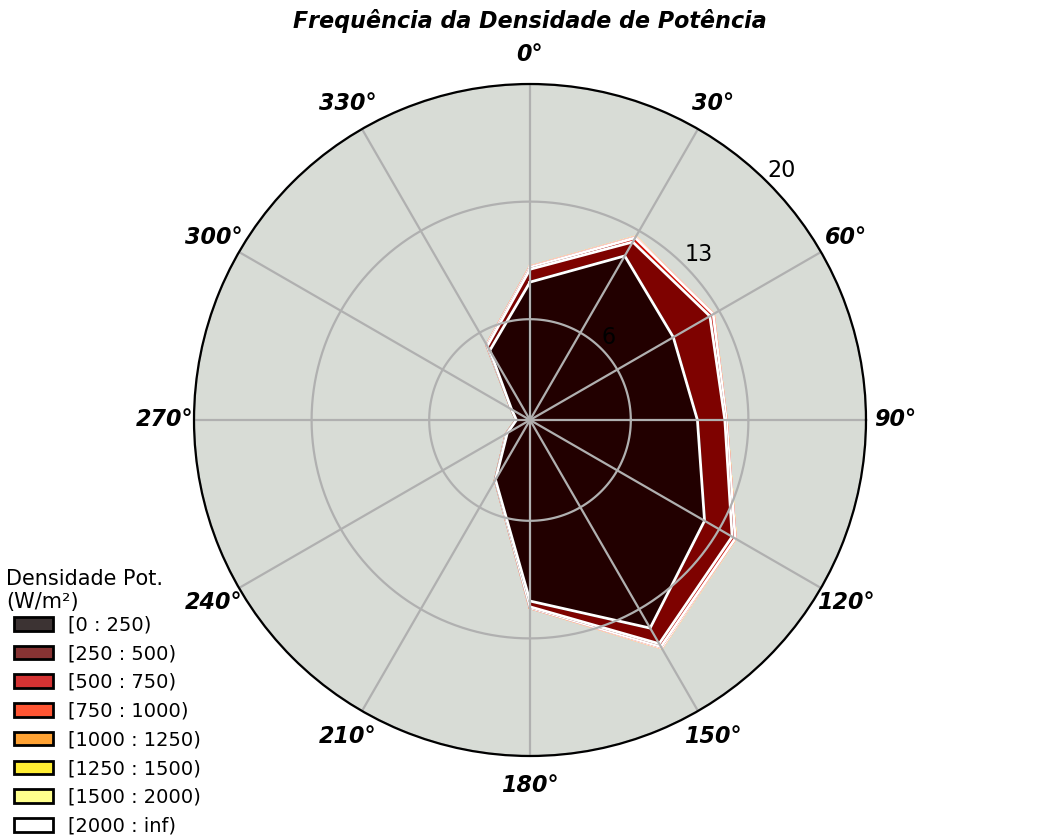 Frequência da Densidade de Potência
0°
330°
30°
20
300°
60°
13
6
270°
90°
Densidade Pot.
(W/m²)
240°
120°
[0 : 250)
[250 : 500)
[500 : 750)
[750 : 1000)
210°
150°
[1000 : 1250)
[1250 : 1500)
180°
[1500 : 2000)
[2000 : inf)